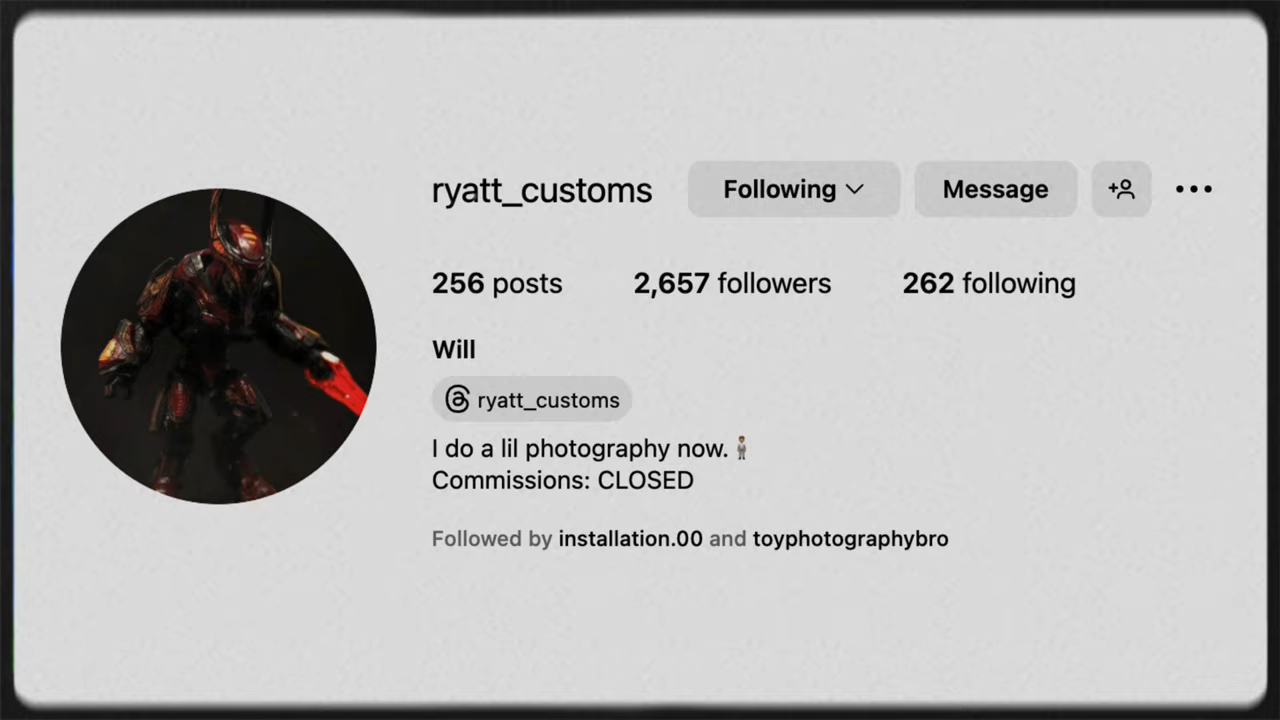 ryatt_customs Following Message
256 posts 2,657 followers 262 following
Will
ryatt_customs
I do a lil photography now.🕴🏾
Commissions: CLOSED
Followed by installation.00 and toyphotographybro